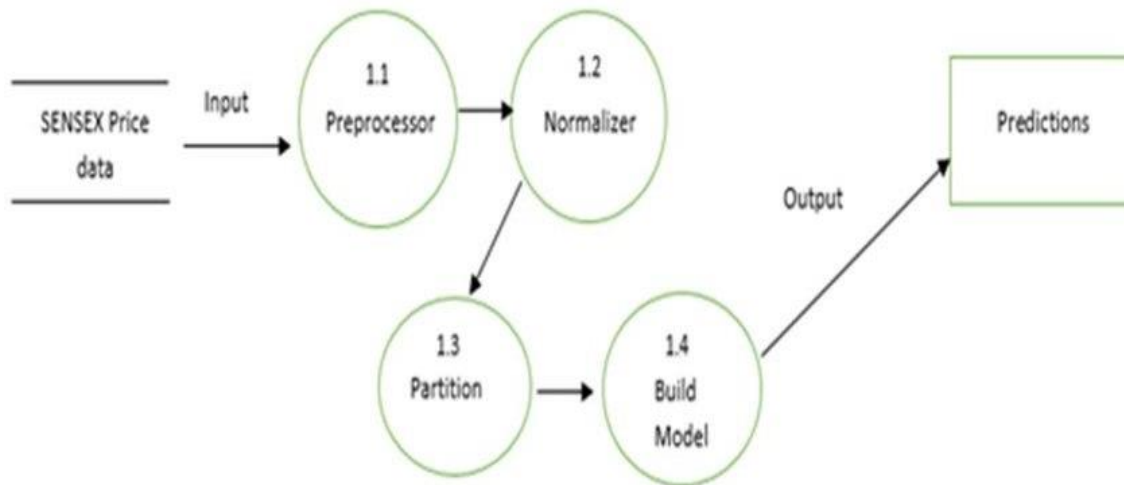 SENSEX Price
data
Input
1.1
Preprocessor
1.2
Normalizer
1.3
Partition
1.4
Build
Model
Output
Predictions